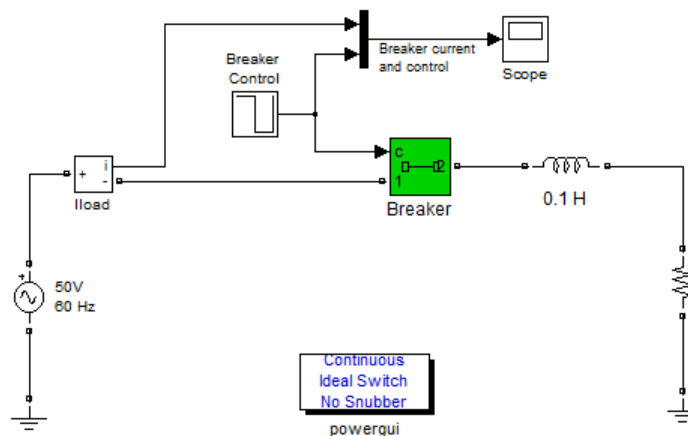 Breaker
Control
Breaker current
and control
Scope
+
i
-
Iload
c
1
2
Breaker
0.1 H
+
50V
60 Hz
Continuous
Ideal Switch
No Snubber
powergui